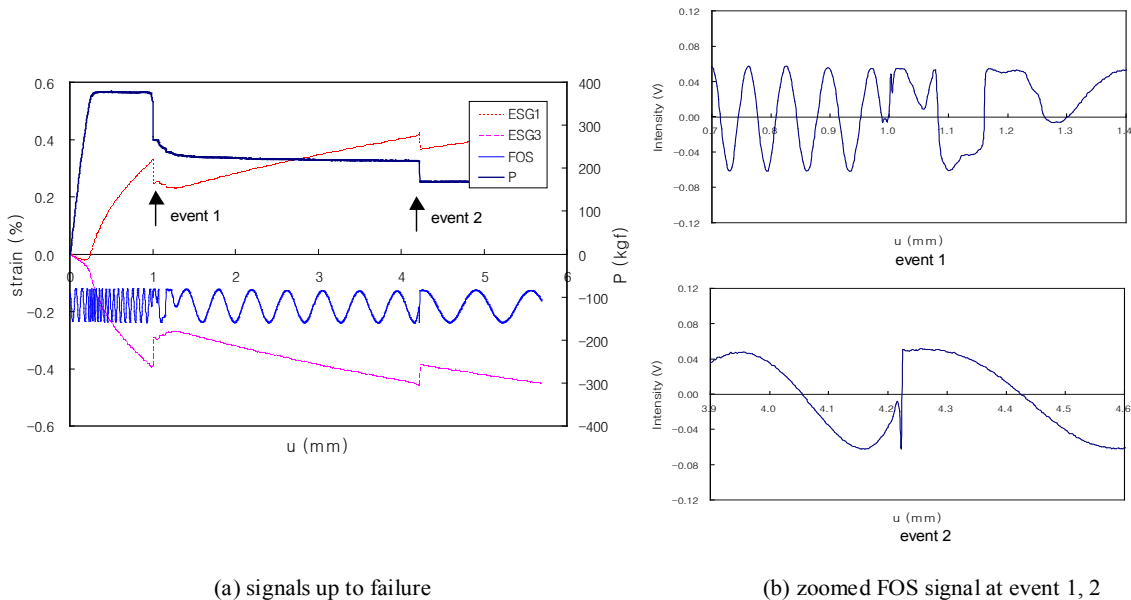 strain (%)
0.6
0.4
0.2
0.0
-0.2
-0.4
-0.6
400
300
200
100
0
-100
-200
-300
-400
P (kgf)
0 1 2 3 4 5 6
u (mm)
ESG1
ESG3
FOS
P
event 1
event 2
(a) signals up to failure
Intensity (V)
0.12
0.08
0.04
0.00
-0.04
-0.08
-0.12
0.7 0.8 0.9 1.0 1.1 1.2 1.3 1.4
u (mm)
event 1
Intensity (V)
0.12
0.08
0.04
0.00
-0.04
-0.08
-0.12
3.9 4.0 4.1 4.2 4.3 4.4 4.5 4.6
u (mm)
event 2
(b) zoomed FOS signal at event 1, 2